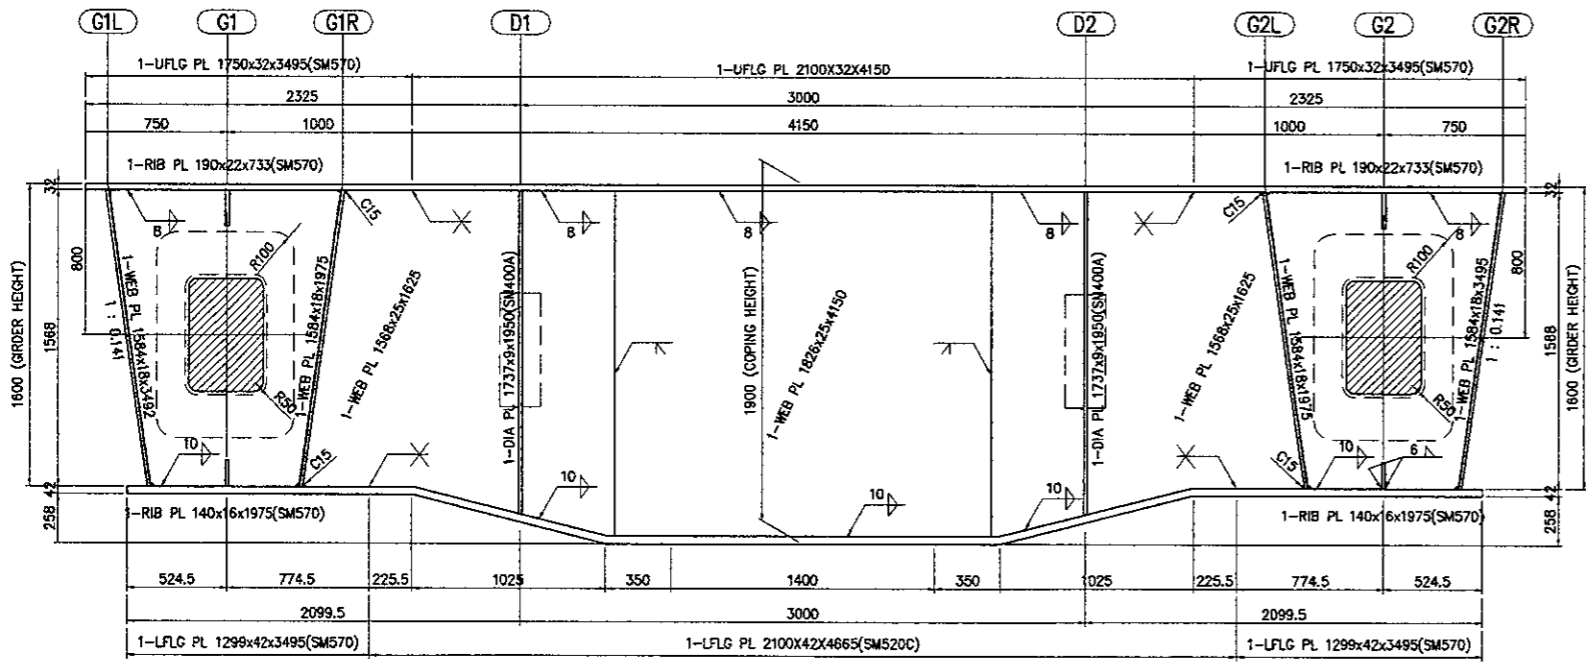 G1L G1 G1R D1 D2 G2L G2 G2R
1-UFLG PL 1750x32x3495(SM570) 1-UFLG PL 2100X32X4150 1-UFLG PL 1750x32x3495(SM570)
2325 3000 2325
750 1000 4150 1000 750
1-RIB PL 190x22x733(SM570) 1-RIB PL 190x22x733(SM570)
32 32
C15 C15
8 8 8 8 8
R100 R100
800 800
1600 (GIRDER HEIGHT)
1568
1-WEB PL 1584x18x3492
1 : 0.141
1-WEB PL 1584x18x1975
1-WEB PL 1568x25x1625
1-DIA PL 1737x9x1950(SM400A)
1900 (COPING HEIGHT)
1-WEB PL 1826x25x4150
1-DIA PL 1737x9x1950(SM400A)
1-WEB PL 1568x25x1625
1-WEB PL 1584x18x1975
1-WEB PL 1584x18x3495
1 : 0.141
1588
1600 (GIRDER HEIGHT)
R50 R50
10 10 10 10 10 6
C15 C15
42 42
258 258
1-RIB PL 140x16x1975(SM570) 1-RIB PL 140x16x1975(SM570)
524.5 774.5 225.5 1025 350 1400 350 1025 225.5 774.5 524.5
2099.5 3000 2099.5
1-LFLG PL 1299x42x3495(SM570) 1-LFLG PL 2100X42X4665(SM520C) 1-LFLG PL 1299x42x3495(SM570)